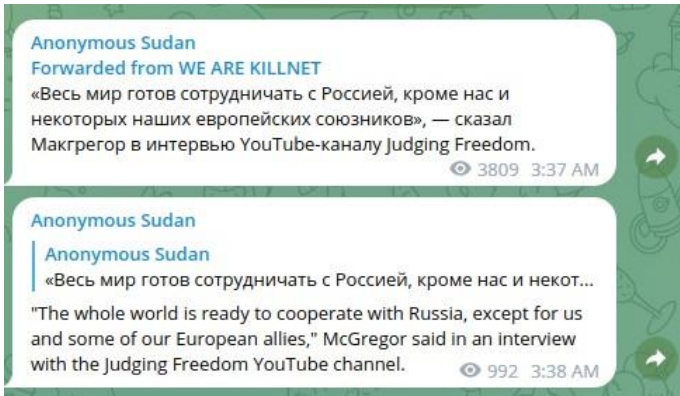 Anonymous Sudan
Forwarded from WE ARE KILLNET
«Весь мир готов сотрудничать с Россией, кроме нас и
некоторых наших европейских союзников», — сказал
Макгрегор в интервью YouTube-каналу Judging Freedom.
3809 3:37 AM
Anonymous Sudan
Anonymous Sudan
«Весь мир готов сотрудничать с Россией, кроме нас и некот...
"The whole world is ready to cooperate with Russia, except for us
and some of our European allies," McGregor said in an interview
with the Judging Freedom YouTube channel.
992 3:38 AM